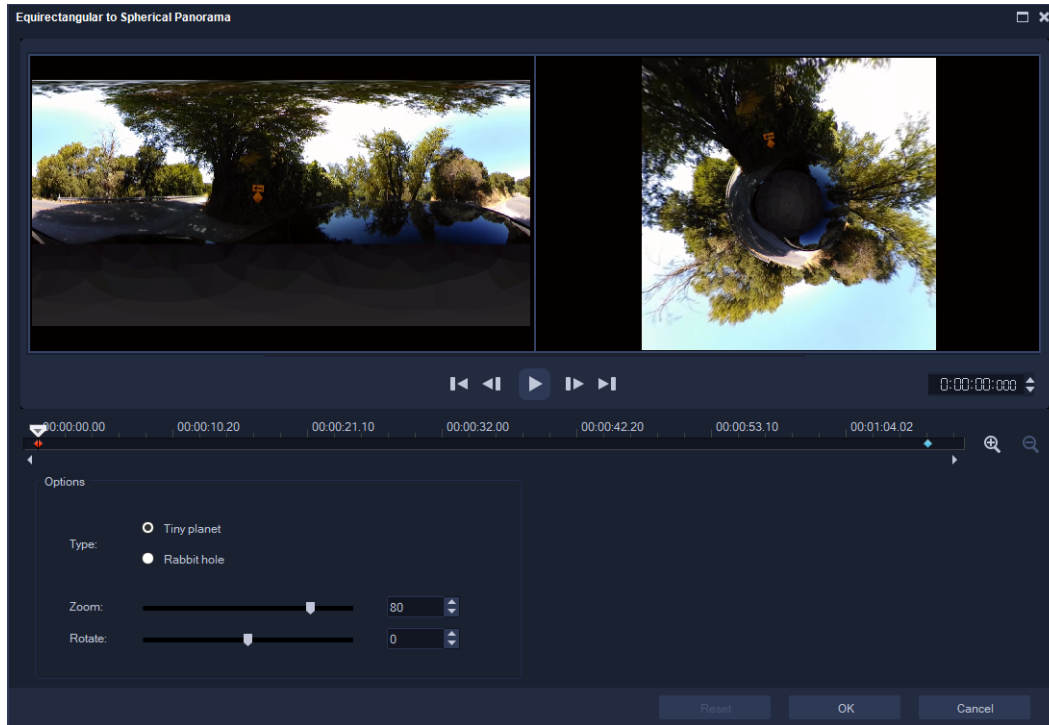 Equirectangular to Spherical Panorama
0:00:00:000
00:00:00.00 00:00:10.20 00:00:21.10 00:00:32.00 00:00:42.20 00:00:53.10 00:01:04.02
Options
Type:
Tiny planet
Rabbit hole
Zoom: 80
Rotate: 0
Reset OK Cancel